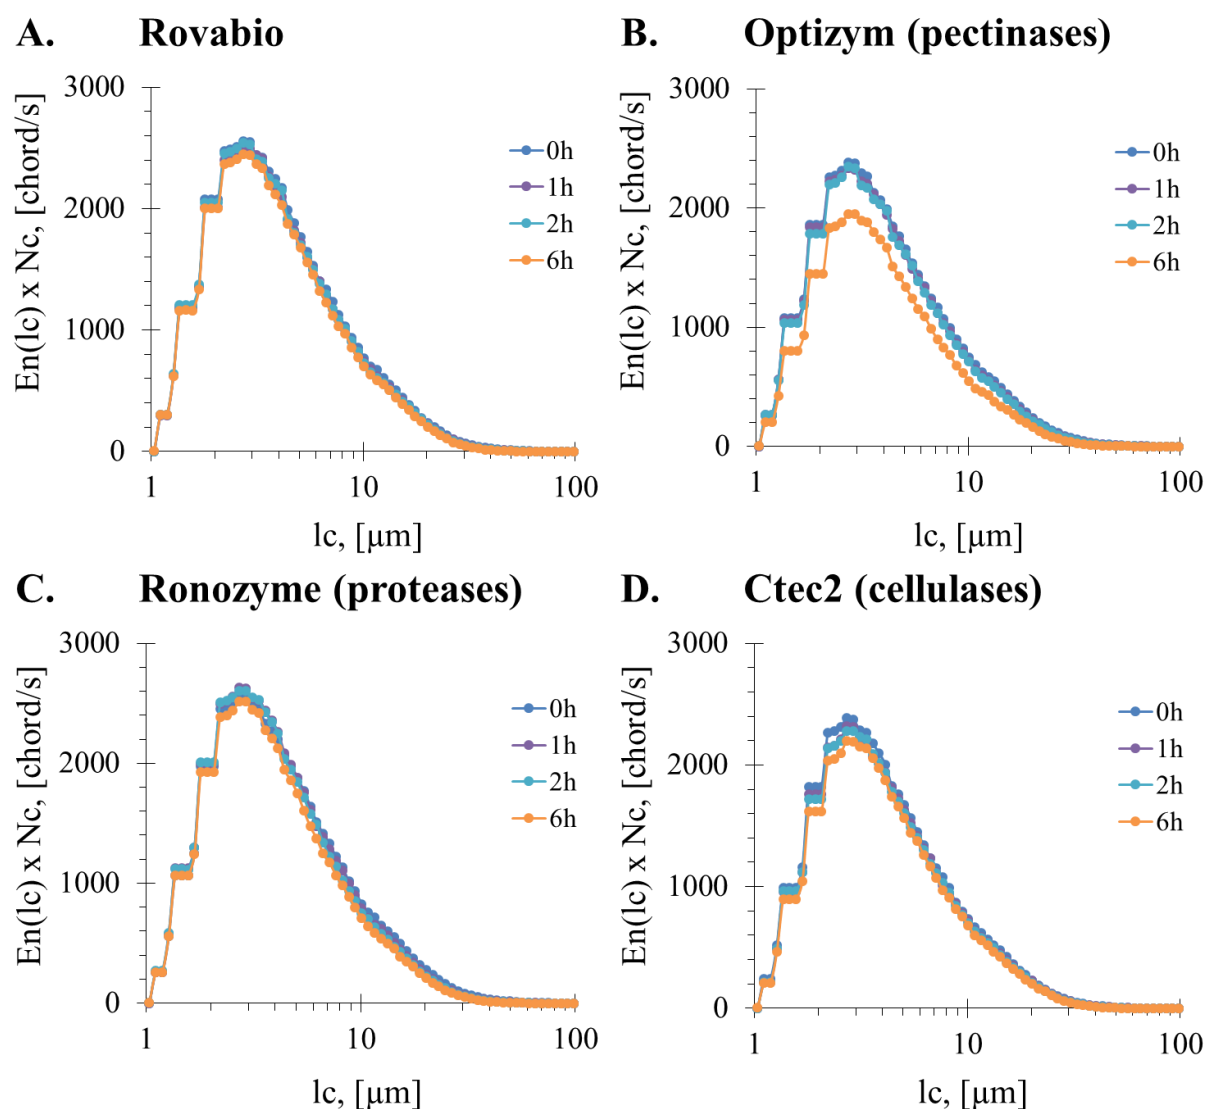 A. Rovabio
En(lc) x Nc, [chord/s]
3000
2000
1000
0
1
10
100
lc, [µm]
0h
1h
2h
6h
B. Optizym (pectinases)
En(lc) x Nc, [chord/s]
3000
2000
1000
0
1
10
100
lc, [µm]
0h
1h
2h
6h
C. Ronozyme (proteases)
En(lc) x Nc, [chord/s]
3000
2000
1000
0
1
10
100
lc, [µm]
0h
1h
2h
6h
D. Ctec2 (cellulases)
En(lc) x Nc, [chord/s]
3000
2000
1000
0
1
10
100
lc, [µm]
0h
1h
2h
6h